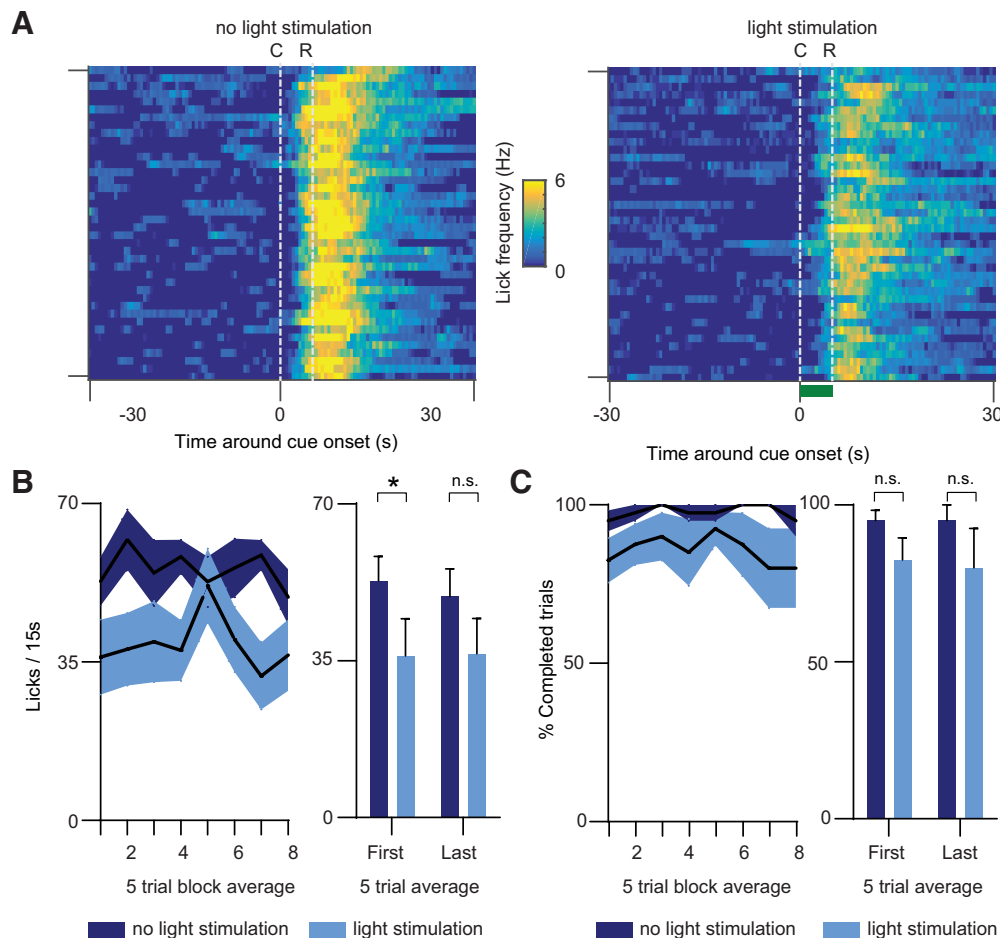 A
no light stimulation
C R
-30 0 30
Time around cue onset (s)
Lick frequency (Hz)
6
0
light stimulation
C R
-30 0 30
Time around cue onset (s)
B
Licks / 15s
70
35
0
2 4 6 8
5 trial block average
70
35
0
* n.s.
First Last
5 trial average
no light stimulation light stimulation
C
% Completed trials
100
50
0
2 4 6 8
5 trial block average
100
50
0
n.s. n.s.
First Last
5 trial average
no light stimulation light stimulation